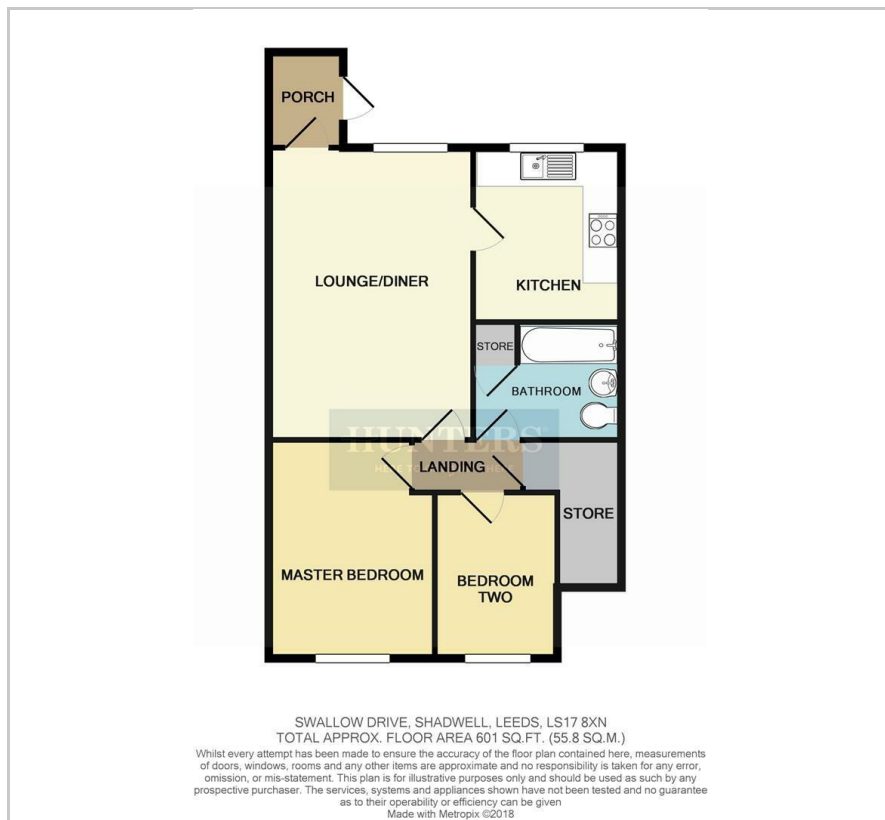 PORCH
LOUNGE/DINER
KITCHEN
STORE
BATHROOM
HUNTERS
LANDING
STORE
MASTER BEDROOM
BEDROOM
TWO
SWALLOW DRIVE, SHADWELL, LEEDS, LS17 8XN
TOTAL APPROX. FLOOR AREA 601 SQ.FT. (55.8 SQ.M.)
Whilst every attempt has been made to ensure the accuracy of the floor plan contained here, measurements
of doors, windows, rooms and any other items are approximate and no responsibility is taken for any error,
omission, or mis-statement. This plan is for illustrative purposes only and should be used as such by any
prospective purchaser. The services, systems and appliances shown have not been tested and no guarantee
as to their operability or efficiency can be given
Made with Metropix ©2018